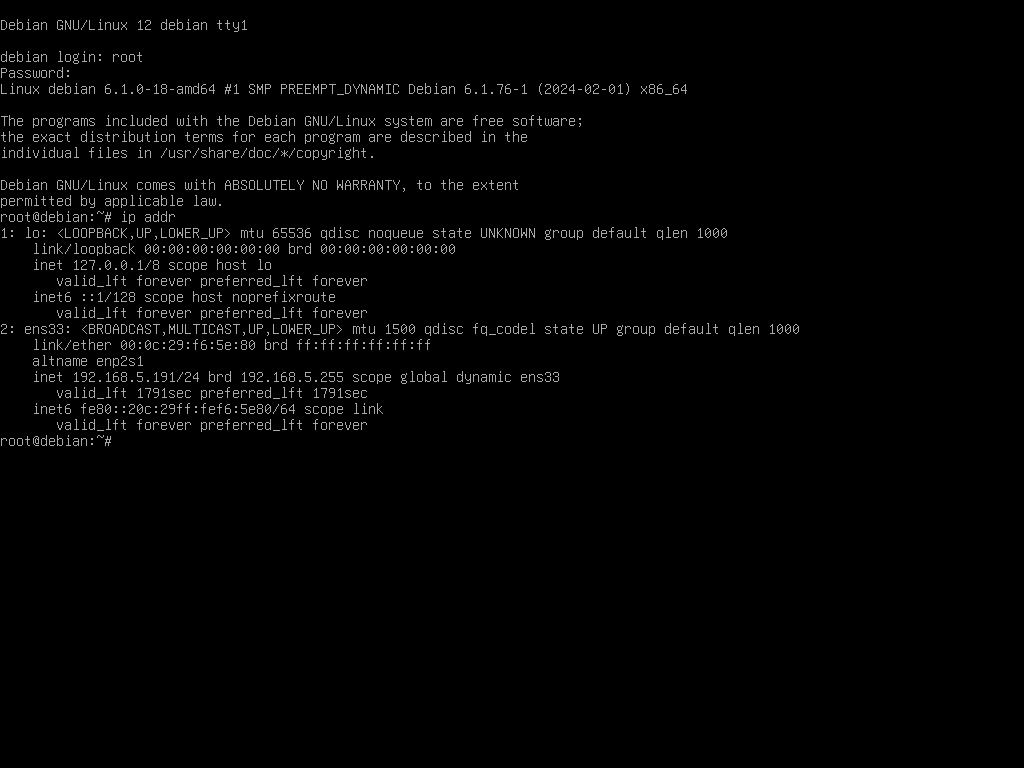 Debian GNU/Linux 12 debian tty1
debian login: root
Password:
Linux debian 6.1.0-18-amd64 #1 SMP PREEMPT_DYNAMIC Debian 6.1.76-1 (2024-02-01) x86_64
The programs included with the Debian GNU/Linux system are free software;
the exact distribution terms for each program are described in the
individual files in /usr/share/doc/*/copyright.
Debian GNU/Linux comes with ABSOLUTELY NO WARRANTY, to the extent
permitted by applicable law.
root@debian:~# ip addr
1: lo: <LOOPBACK,UP,LOWER_UP> mtu 65536 qdisc noqueue state UNKNOWN group default qlen 1000
    link/loopback 00:00:00:00:00:00 brd 00:00:00:00:00:00
    inet 127.0.0.1/8 scope host lo
       valid_lft forever preferred_lft forever
    inet6 ::1/128 scope host noprefixroute
       valid_lft forever preferred_lft forever
2: ens33: <BROADCAST,MULTICAST,UP,LOWER_UP> mtu 1500 qdisc fq_codel state UP group default qlen 1000
    link/ether 00:0c:29:f6:5e:80 brd ff:ff:ff:ff:ff:ff
    altname enp2s1
    inet 192.168.5.191/24 brd 192.168.5.255 scope global dynamic ens33
       valid_lft 1791sec preferred_lft 1791sec
    inet6 fe80::20c:29ff:fef6:5e80/64 scope link
       valid_lft forever preferred_lft forever
root@debian:~#